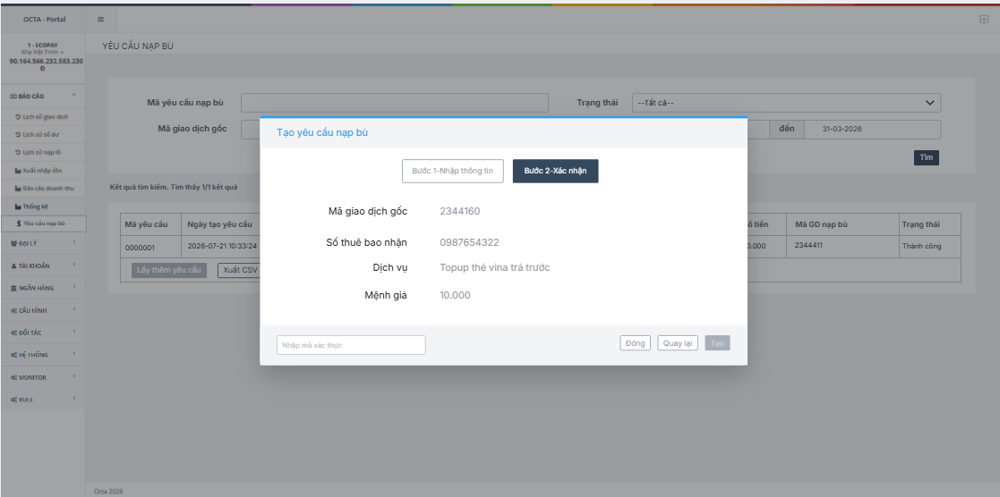 OCTA - Portal
1 - ECOPAY
Kha Việt Trinh
90.164.566.232.583.230
Đ
YÊU CẦU NẠP BÙ
BÁO CÁO
Lịch sử giao dịch
Lịch sử số dư
Lịch sử nạp lố
Xuất nhập tồn
Báo cáo doanh thu
Thống kê
$ Yêu cầu nạp bù
ĐẠI LÝ
TÀI KHOẢN
NGÂN HÀNG
CẤU HÌNH
ĐỐI TÁC
HỆ THỐNG
MONITOR
RULE
Mã yêu cầu nạp bù
Trạng thái
--Tất cả--
Mã giao dịch gốc
đến
31-03-2026
Tìm
Kết quả tìm kiếm. Tìm thấy 1/1 kết quả
Mã yêu cầu Ngày tạo yêu cầu ố tiền Mã GD nạp bù Trạng thái
0000001 2026-07-21 10:33:24 0.000 2344411 Thành công
Lấy thêm yêu cầu Xuất CSV
Tạo yêu cầu nạp bù
Bước 1-Nhập thông tin Bước 2-Xác nhận
Mã giao dịch gốc 2344160
Số thuê bao nhận 0987654322
Dịch vụ Topup thẻ vina trả trước
Mệnh giá 10.000
Nhập mã xác thực Đóng Quay lại Tạo
Octa 2026